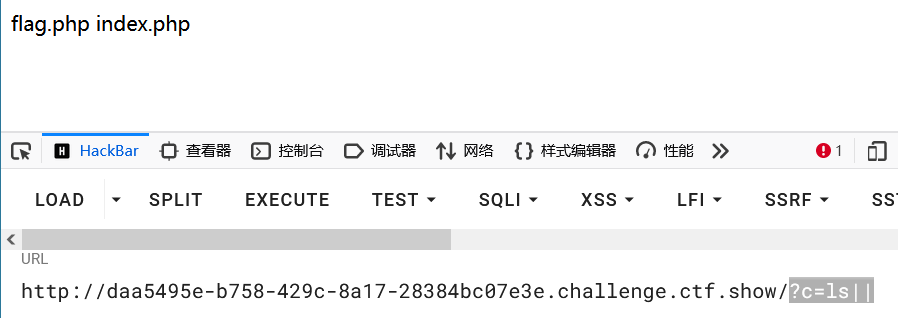 flag.php index.php
HackBar 查看器 控制台 调试器 网络 样式编辑器 性能 1
LOAD SPLIT EXECUTE TEST SQLI XSS LFI SSRF SST
URL
http://daa5495e-b758-429c-8a17-28384bc07e3e.challenge.ctf.show/?c=ls||